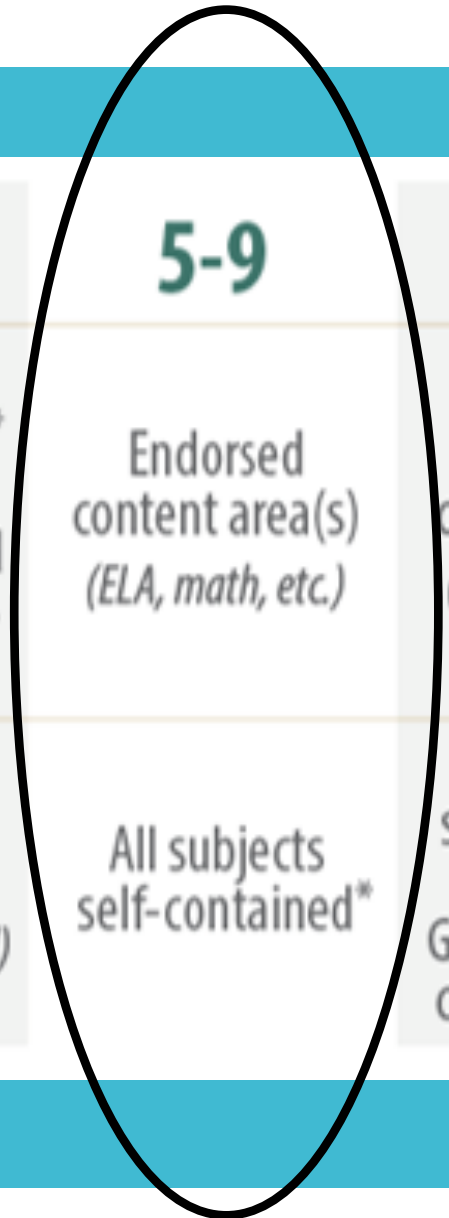 5-9
Endorsed
content area(s)
(ELA, math, etc.)
All subjects
self-contained*